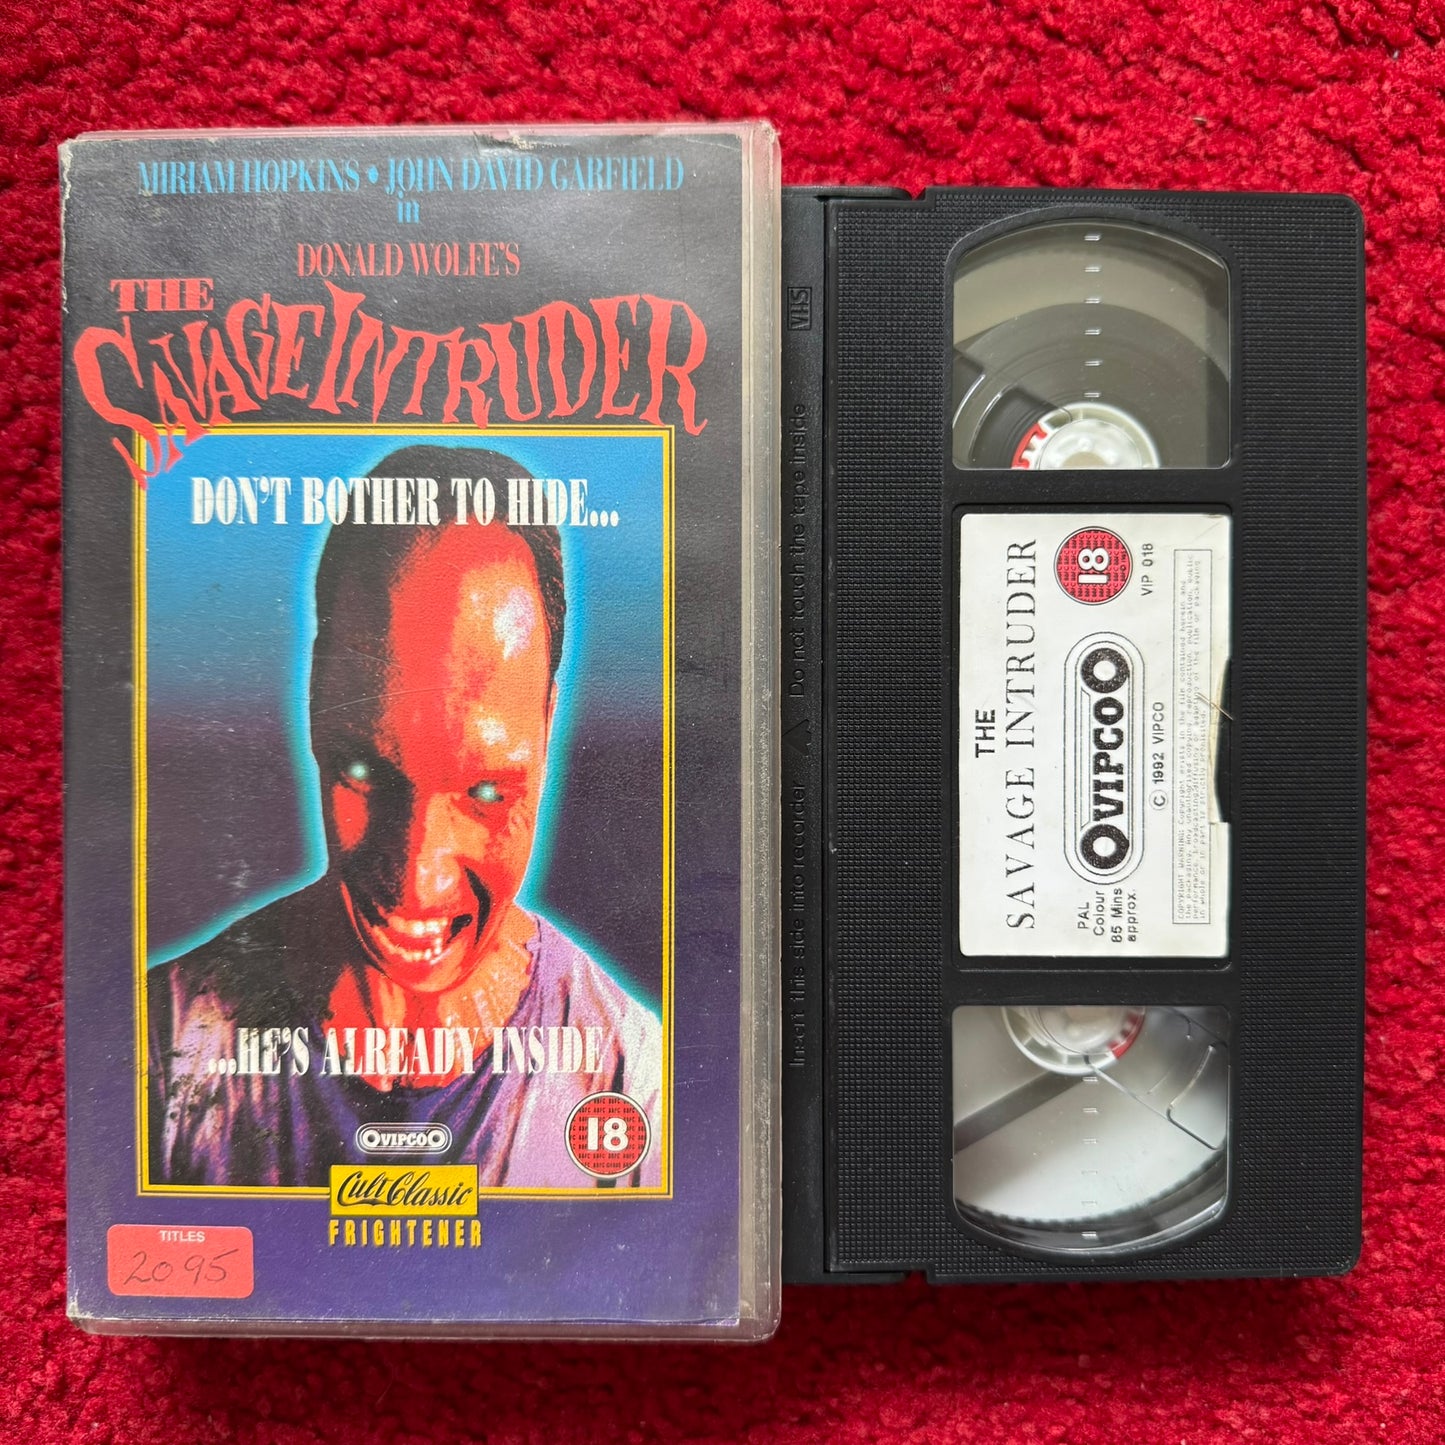 MIRIAM HOPKINS • JOHN DAVID GARFIELD
in
DONALD WOLFE'S
THE
SAVAGE INTRUDER
DON'T BOTHER TO HIDE...
...HE'S ALREADY INSIDE
VIPCO
18
Cult Classic
FRIGHTENER
TITLES
2095
VHS
Do not touch the tape inside
Insert this side into recorder
THE
SAVAGE INTRUDER
18
VIP 018
VIPCO
© 1992 VIPCO
PAL
Colour
85 Mins
approx.